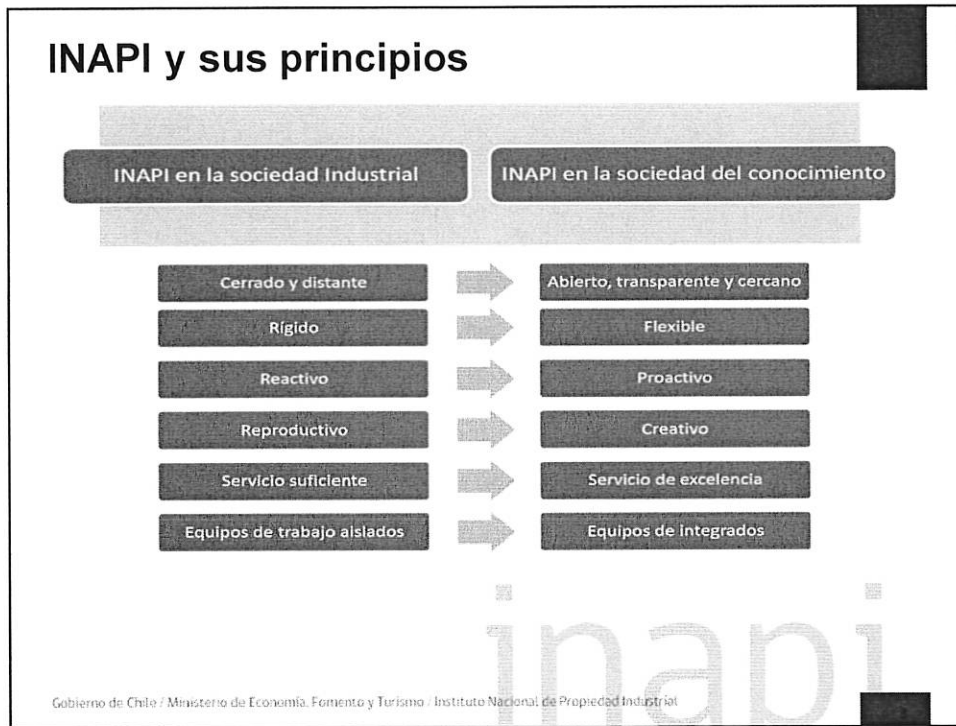 INAPI y sus principios
INAPI en la sociedad Industrial
INAPI en la sociedad del conocimiento
Cerrado y distante
Abierto, transparente y cercano
Rígido
Flexible
Reactivo
Proactivo
Reproductivo
Creativo
Servicio suficiente
Servicio de excelencia
Equipos de trabajo aislados
Equipos de integrados
inapi
Gobierno de Chile / Ministerio de Economía, Fomento y Turismo / Instituto Nacional de Propiedad Industrial